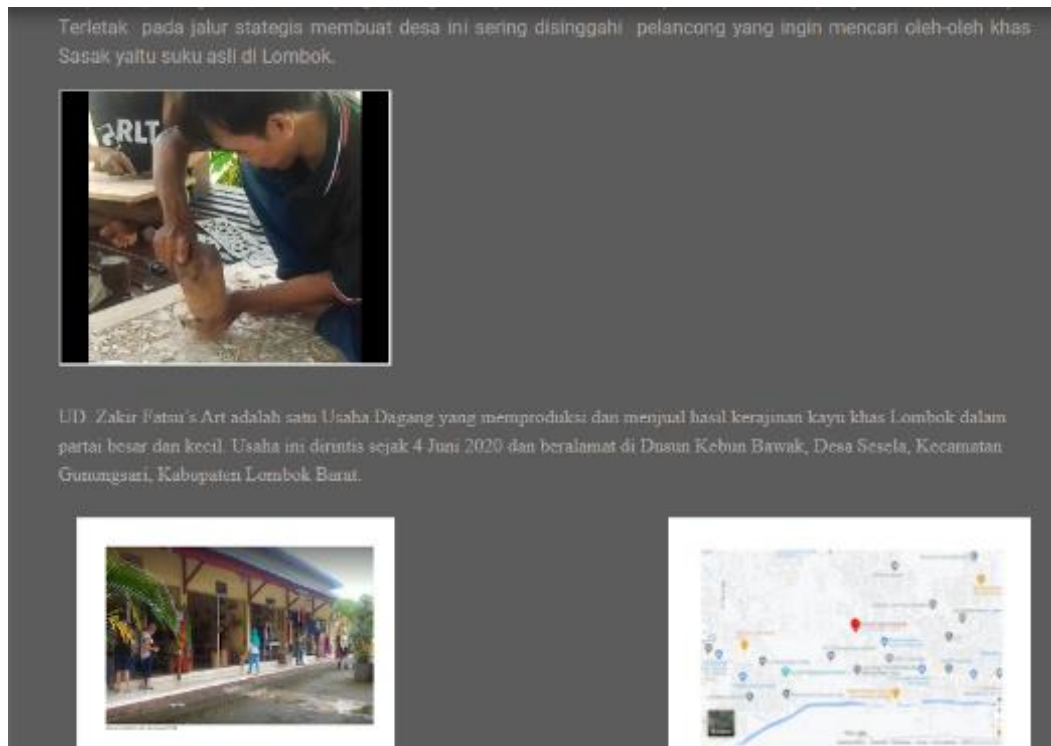 Terletak pada jalur stategis membuat desa ini sering disinggahi pelancong yang ingin mencari oleh-oleh khas
Sasak yaitu suku asli di Lombok.
RLT
UD. Zakir Fatsu's Art adalah satu Usaha Dagang yang memproduksi dan menjual hasil kerajinan kayu khas Lombok dalam
partai besar dan kecil. Usaha ini dirintis sejak 4 Juni 2020 dan beralamat di Dusun Kebun Bawak, Desa Sesela, Kecamatan
Gunungsari, Kabupaten Lombok Barat.